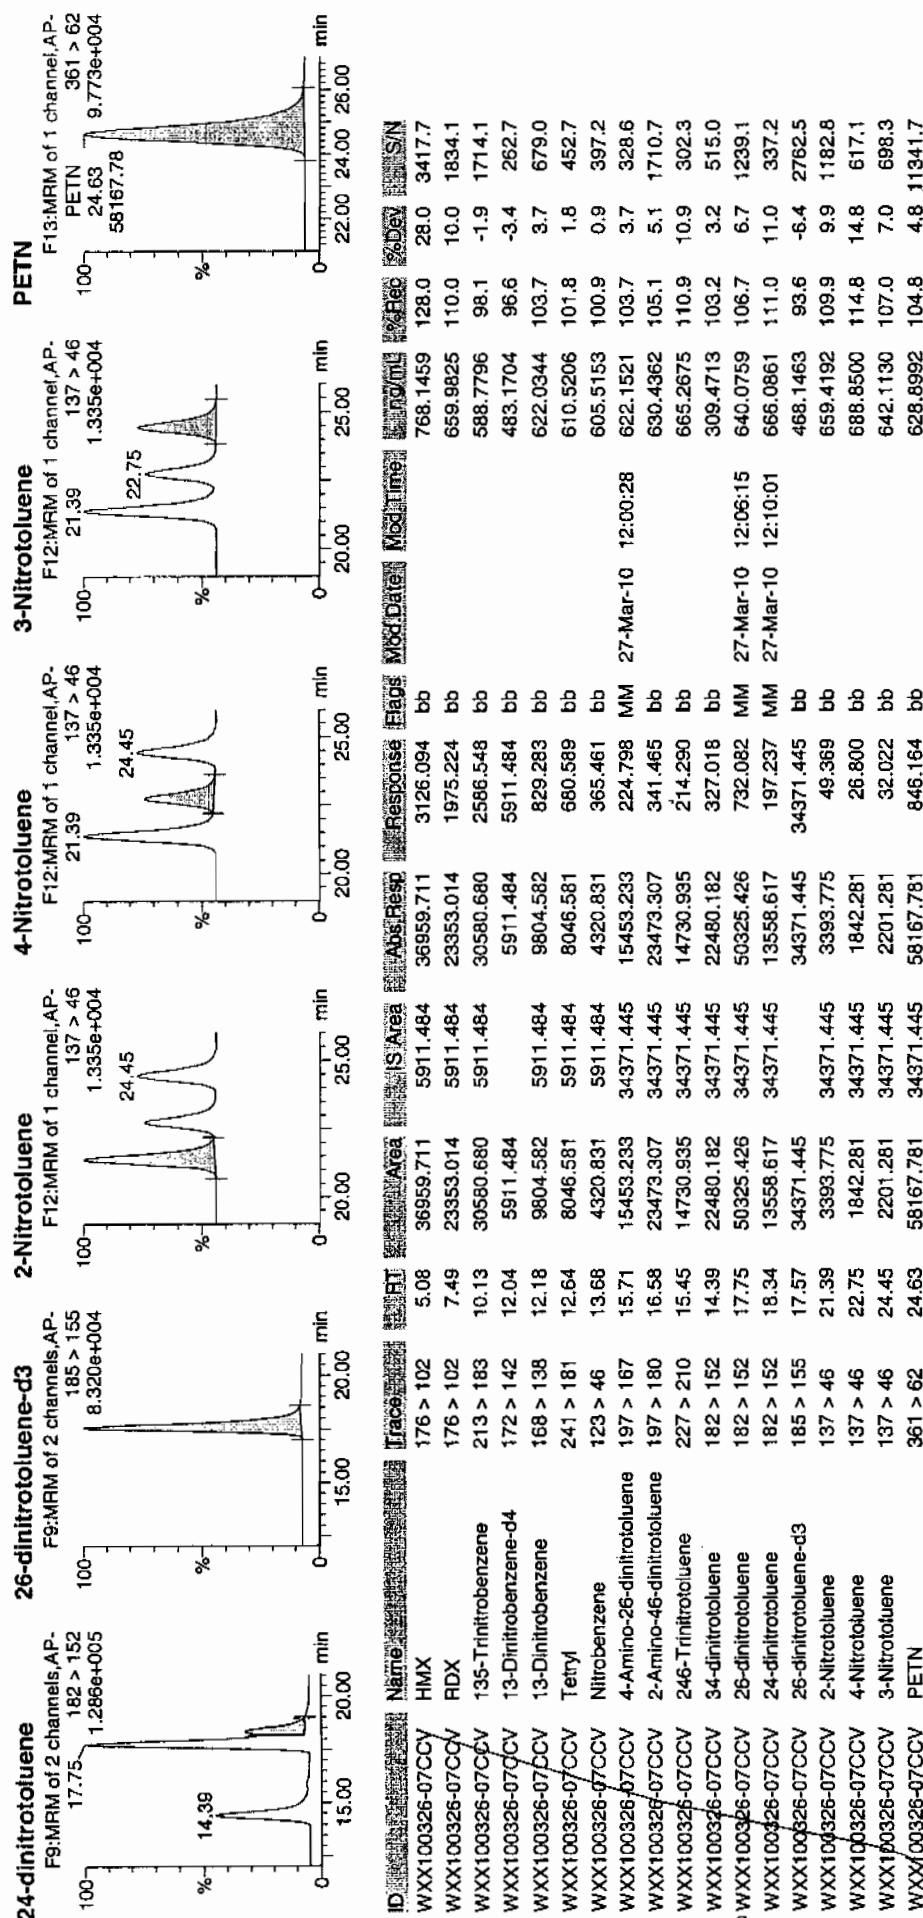 24-dinitrotoluene
F9:MRM of 2 channels,AP-
182 > 152
1.286e+005
17.75
14.39
100
%
0
15.00
20.00
min
26-dinitrotoluene-d3
F9:MRM of 2 channels,AP-
185 > 155
8.320e+004
100
%
0
15.00
20.00
min
2-Nitrotoluene
F12:MRM of 1 channel,AP-
137 > 46
1.335e+004
24.45
100
%
0
20.00
25.00
min
4-Nitrotoluene
F12:MRM of 1 channel,AP-
137 > 46
1.335e+004
21.39
24.45
100
%
0
20.00
25.00
min
3-Nitrotoluene
F12:MRM of 1 channel,AP-
137 > 46
1.335e+004
21.39
22.75
100
%
0
20.00
25.00
min
PETN
F13:MRM of 1 channel,AP-
361 > 62
9.773e+004
PETN
24.63
58167.78
100
%
0
22.00
24.00
26.00
min
ID Name Trace RT Area IS Area Abs.Resp Response Flags Mod.Date Mod.Time ng/mL %Rec %Dev S/N
WXX100326-07CCV HMX 176 > 102 5.08 36959.711 5911.484 36959.711 3126.094 bb 768.1459 128.0 28.0 3417.7
WXX100326-07CCV RDX 176 > 102 7.49 23353.014 5911.484 23353.014 1975.224 bb 659.9825 110.0 10.0 1834.1
WXX100326-07CCV 135-Trinitrobenzene 213 > 183 10.13 30580.680 5911.484 30580.680 2586.548 bb 588.7796 98.1 -1.9 1714.1
WXX100326-07CCV 13-Dinitrobenzene-d4 172 > 142 12.04 5911.484 5911.484 5911.484 bb 483.1704 96.6 -3.4 262.7
WXX100326-07CCV 13-Dinitrobenzene 168 > 138 12.18 9804.582 5911.484 9804.582 829.283 bb 622.0344 103.7 3.7 679.0
WXX100326-07CCV Tetryl 241 > 181 12.64 8046.581 5911.484 8046.581 680.589 bb 610.5206 101.8 1.8 452.7
WXX100326-07CCV Nitrobenzene 123 > 46 13.68 4320.831 5911.484 4320.831 365.461 bb 605.5153 100.9 0.9 397.2
WXX100326-07CCV 4-Amino-26-dinitrotoluene 197 > 167 15.71 15453.233 34371.445 15453.233 224.798 MM 27-Mar-10 12:00:28 622.1521 103.7 3.7 328.6
WXX100326-07CCV 2-Amino-46-dinitrotoluene 197 > 180 16.58 23473.307 34371.445 23473.307 341.465 bb 630.4362 105.1 5.1 1710.7
WXX100326-07CCV 246-Trinitrotoluene 227 > 210 15.45 14730.935 34371.445 14730.935 214.290 bb 665.2675 110.9 10.9 302.3
WXX100326-07CCV 34-dinitrotoluene 182 > 152 14.39 22480.182 34371.445 22480.182 327.018 bb 309.4713 103.2 3.2 515.0
WXX100326-07CCV 26-dinitrotoluene 182 > 152 17.75 50325.426 34371.445 50325.426 732.082 MM 27-Mar-10 12:06:15 640.0759 106.7 6.7 1239.1
WXX100326-07CCV 24-dinitrotoluene 182 > 152 18.34 13558.617 34371.445 13558.617 197.237 MM 27-Mar-10 12:10:01 666.0861 111.0 11.0 337.2
WXX100326-07CCV 26-dinitrotoluene-d3 185 > 155 17.57 34371.445 34371.445 34371.445 bb 468.1463 93.6 -6.4 2762.5
WXX100326-07CCV 2-Nitrotoluene 137 > 46 21.39 3393.775 34371.445 3393.775 49.369 bb 659.4192 109.9 9.9 1182.8
WXX100326-07CCV 4-Nitrotoluene 137 > 46 22.75 1842.281 34371.445 1842.281 26.800 bb 688.8500 114.8 14.8 617.1
WXX100326-07CCV 3-Nitrotoluene 137 > 46 24.45 2201.281 34371.445 2201.281 32.022 bb 642.1130 107.0 7.0 698.3
WXX100326-07CCV PETN 361 > 62 24.63 58167.781 34371.445 58167.781 846.164 bb 628.8999 104.8 4.8 11341.7